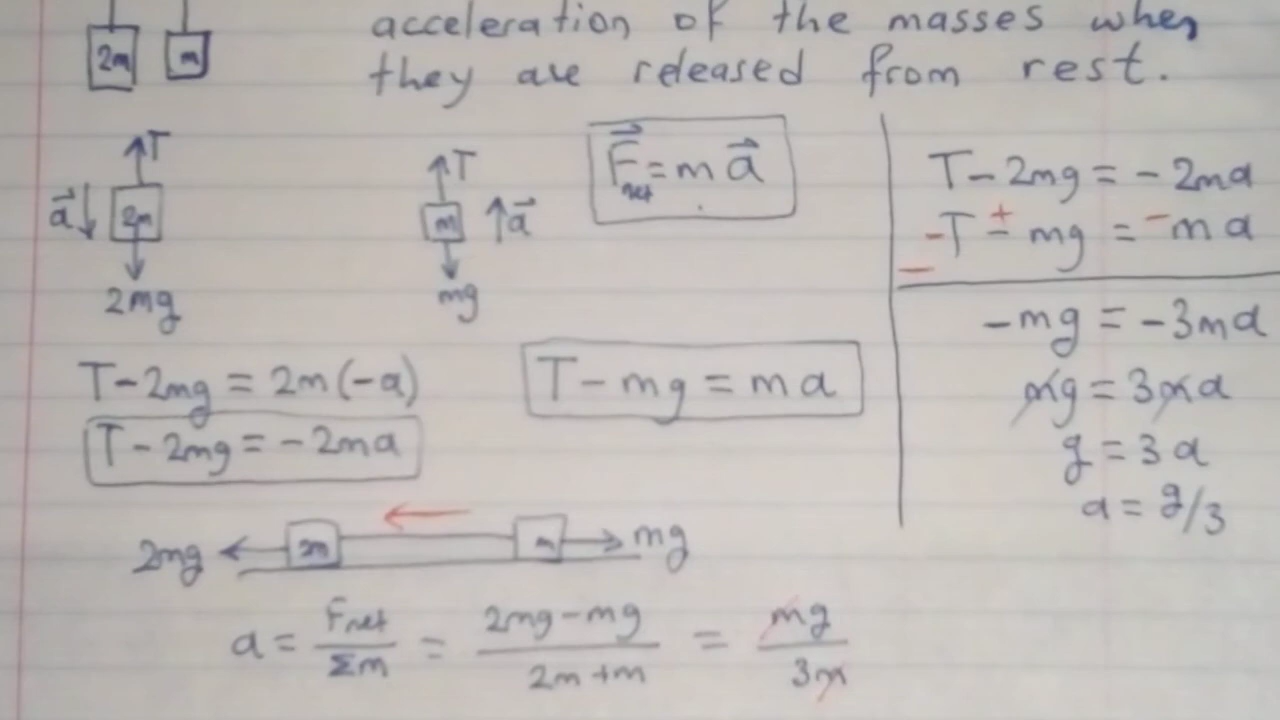 acceleration of the masses when
they are released from rest.
2m
m
T
a⃗
2m
2mg
T
m
a⃗
mg
F⃗net = m a⃗
T - 2mg = 2m(-a)
T - 2mg = -2ma
T - mg = ma
T - 2mg = -2ma
-T ∓ mg = -ma
-
-mg = -3ma
mg = 3ma
g = 3a
a = g/3
2mg
2m
m
mg
a = Fnet/Σm = (2mg - mg)/(2m + m) = mg/3m